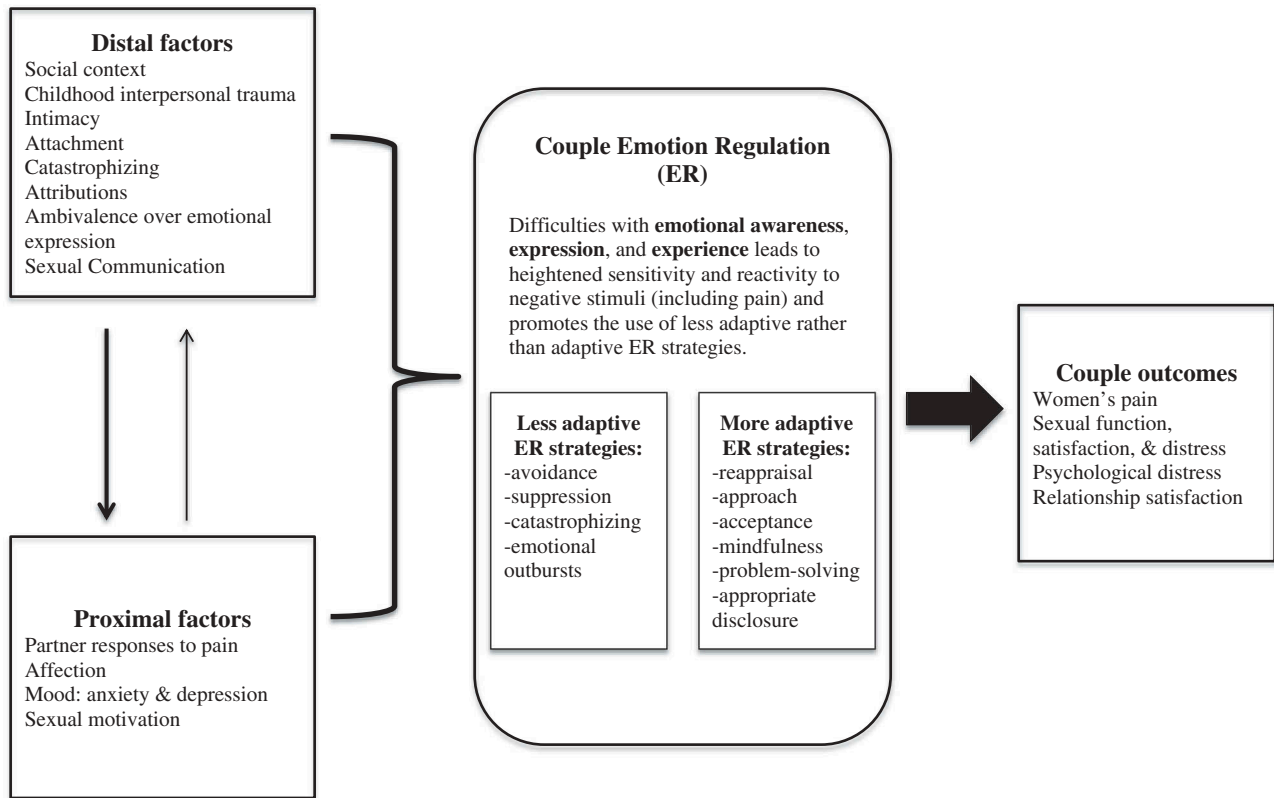 Distal factors
Social context
Childhood interpersonal trauma
Intimacy
Attachment
Catastrophizing
Attributions
Ambivalence over emotional
expression
Sexual Communication
Proximal factors
Partner responses to pain
Affection
Mood: anxiety & depression
Sexual motivation
Couple Emotion Regulation
(ER)
Difficulties with emotional awareness,
expression, and experience leads to
heightened sensitivity and reactivity to
negative stimuli (including pain) and
promotes the use of less adaptive rather
than adaptive ER strategies.
Less adaptive
ER strategies:
-avoidance
-suppression
-catastrophizing
-emotional
outbursts
More adaptive
ER strategies:
-reappraisal
-approach
-acceptance
-mindfulness
-problem-solving
-appropriate
disclosure
Couple outcomes
Women's pain
Sexual function,
satisfaction, & distress
Psychological distress
Relationship satisfaction